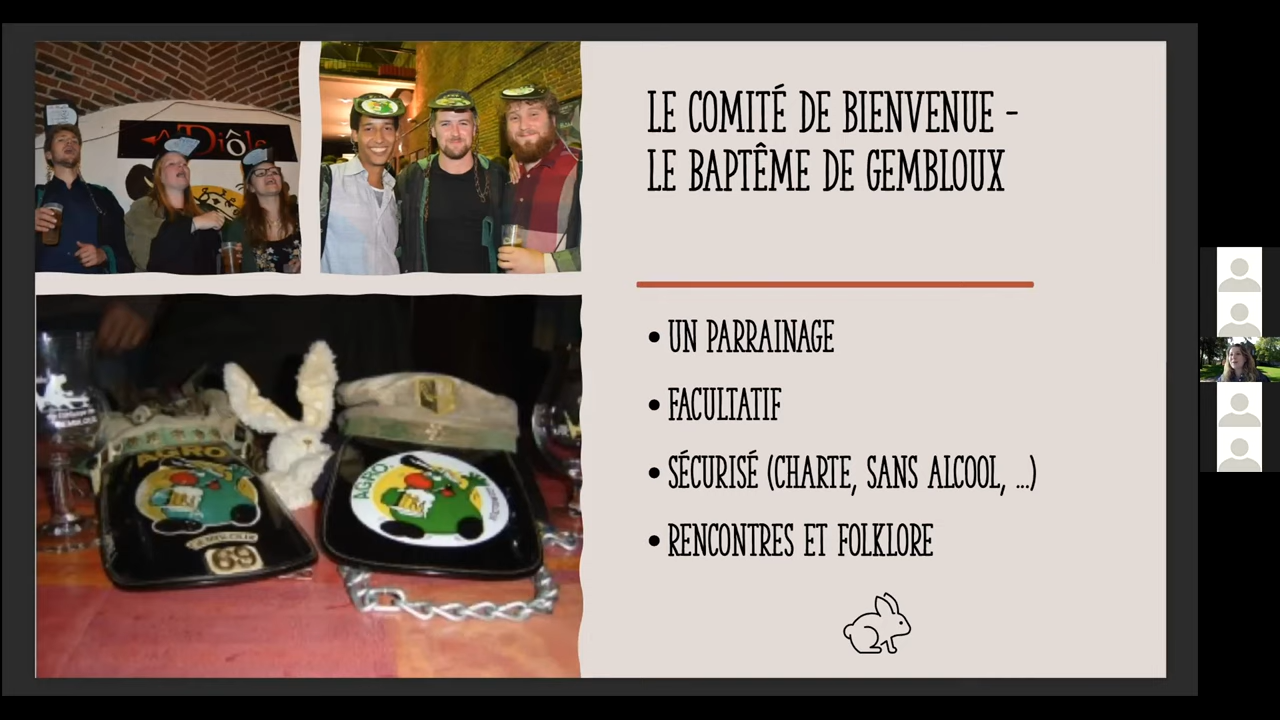 LE COMITÉ DE BIENVENUE -
LE BAPTÊME DE GEMBLOUX
• UN PARRAINAGE
• FACULTATIF
• SÉCURISÉ (CHARTE, SANS ALCOOL, ...)
• RENCONTRES ET FOLKLORE
AGRO
69
AGRO